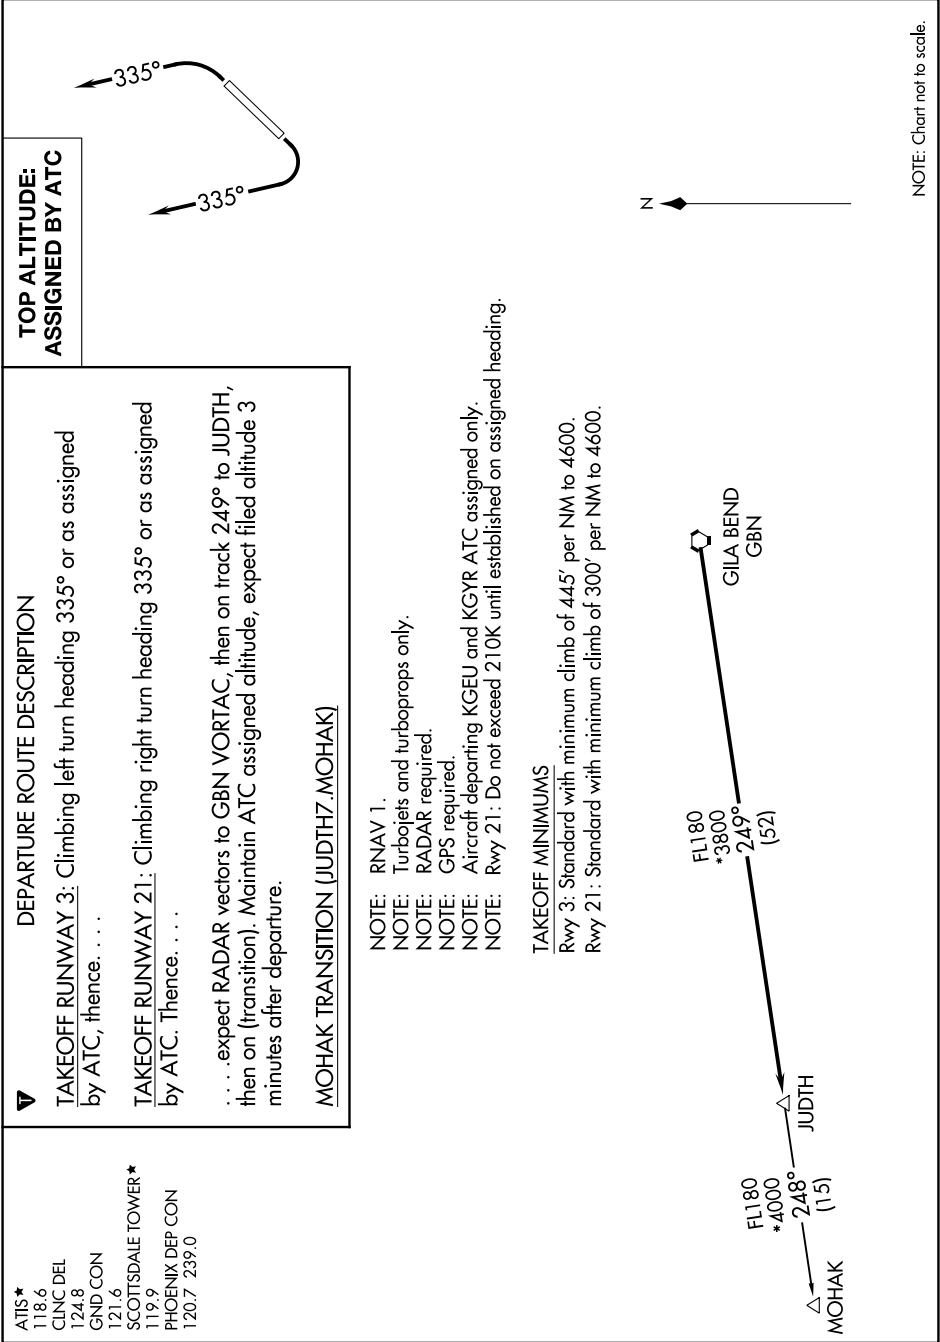 ATIS★
118.6
CLNC DEL
124.8
GND CON
121.6
SCOTTSDALE TOWER★
119.9
PHOENIX DEP CON
120.7 239.0
T
DEPARTURE ROUTE DESCRIPTION
TAKEOFF RUNWAY 3: Climbing left turn heading 335° or as assigned
by ATC, thence. . . .
TAKEOFF RUNWAY 21: Climbing right turn heading 335° or as assigned
by ATC. Thence. . . .
. . . .expect RADAR vectors to GBN VORTAC, then on track 249° to JUDTH,
then on (transition). Maintain ATC assigned altitude, expect filed altitude 3
minutes after departure.
MOHAK TRANSITION (JUDTH7.MOHAK)
TOP ALTITUDE:
ASSIGNED BY ATC
335°
335°
NOTE: RNAV 1.
NOTE: Turbojets and turboprops only.
NOTE: RADAR required.
NOTE: GPS required.
NOTE: Aircraft departing KGEU and KGYR ATC assigned only.
NOTE: Rwy 21: Do not exceed 210K until established on assigned heading.
TAKEOFF MINIMUMS
Rwy 3: Standard with minimum climb of 445' per NM to 4600.
Rwy 21: Standard with minimum climb of 300' per NM to 4600.
N
GILA BEND
GBN
FL180
*3800
249°
(52)
JUDTH
FL180
*4000
248°
(15)
MOHAK
NOTE: Chart not to scale.